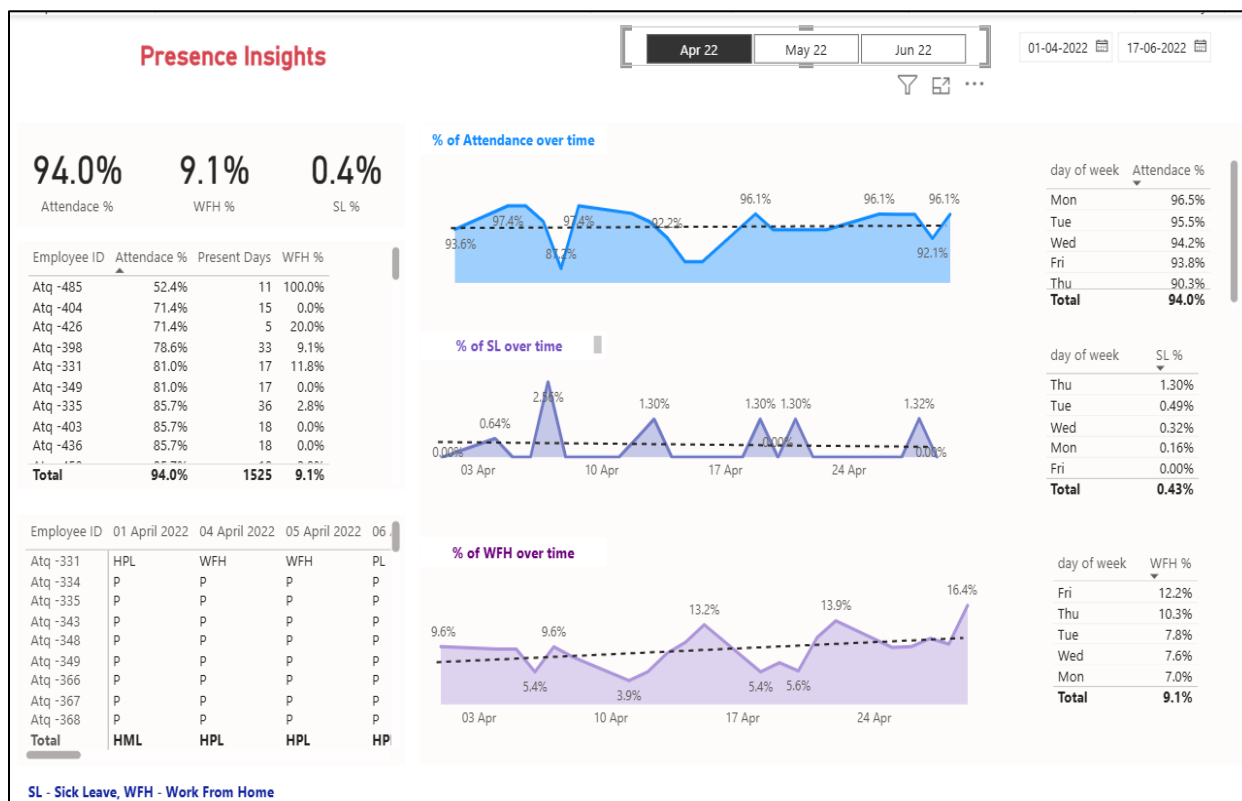 Presence Insights
Apr 22 May 22 Jun 22
01-04-2022 17-06-2022
94.0% 9.1% 0.4%
Attendace % WFH % SL %
Employee ID Attendace % Present Days WFH %
Atq -485 52.4% 11 100.0%
Atq -404 71.4% 15 0.0%
Atq -426 71.4% 5 20.0%
Atq -398 78.6% 33 9.1%
Atq -331 81.0% 17 11.8%
Atq -349 81.0% 17 0.0%
Atq -335 85.7% 36 2.8%
Atq -403 85.7% 18 0.0%
Atq -436 85.7% 18 0.0%
Total 94.0% 1525 9.1%
Employee ID 01 April 2022 04 April 2022 05 April 2022 06
Atq -331 HPL WFH WFH PL
Atq -334 P P P P
Atq -335 P P P P
Atq -343 P P P P
Atq -348 P P P P
Atq -349 P P P P
Atq -366 P P P P
Atq -367 P P P P
Atq -368 P P P P
Total HML HPL HPL HP
% of Attendance over time
93.6% 97.4% 87.2% 97.4% 92.2% 96.1% 96.1% 92.1% 96.1%
% of SL over time
0.00% 0.64% 2.56% 1.30% 1.30% 0.00% 1.30% 1.32% 0.00%
03 Apr 10 Apr 17 Apr 24 Apr
% of WFH over time
9.6% 5.4% 9.6% 3.9% 13.2% 5.4% 5.6% 13.9% 16.4%
03 Apr 10 Apr 17 Apr 24 Apr
day of week Attendace %
Mon 96.5%
Tue 95.5%
Wed 94.2%
Fri 93.8%
Thu 90.3%
Total 94.0%
day of week SL %
Thu 1.30%
Tue 0.49%
Wed 0.32%
Mon 0.16%
Fri 0.00%
Total 0.43%
day of week WFH %
Fri 12.2%
Thu 10.3%
Tue 7.8%
Wed 7.6%
Mon 7.0%
Total 9.1%
SL - Sick Leave, WFH - Work From Home